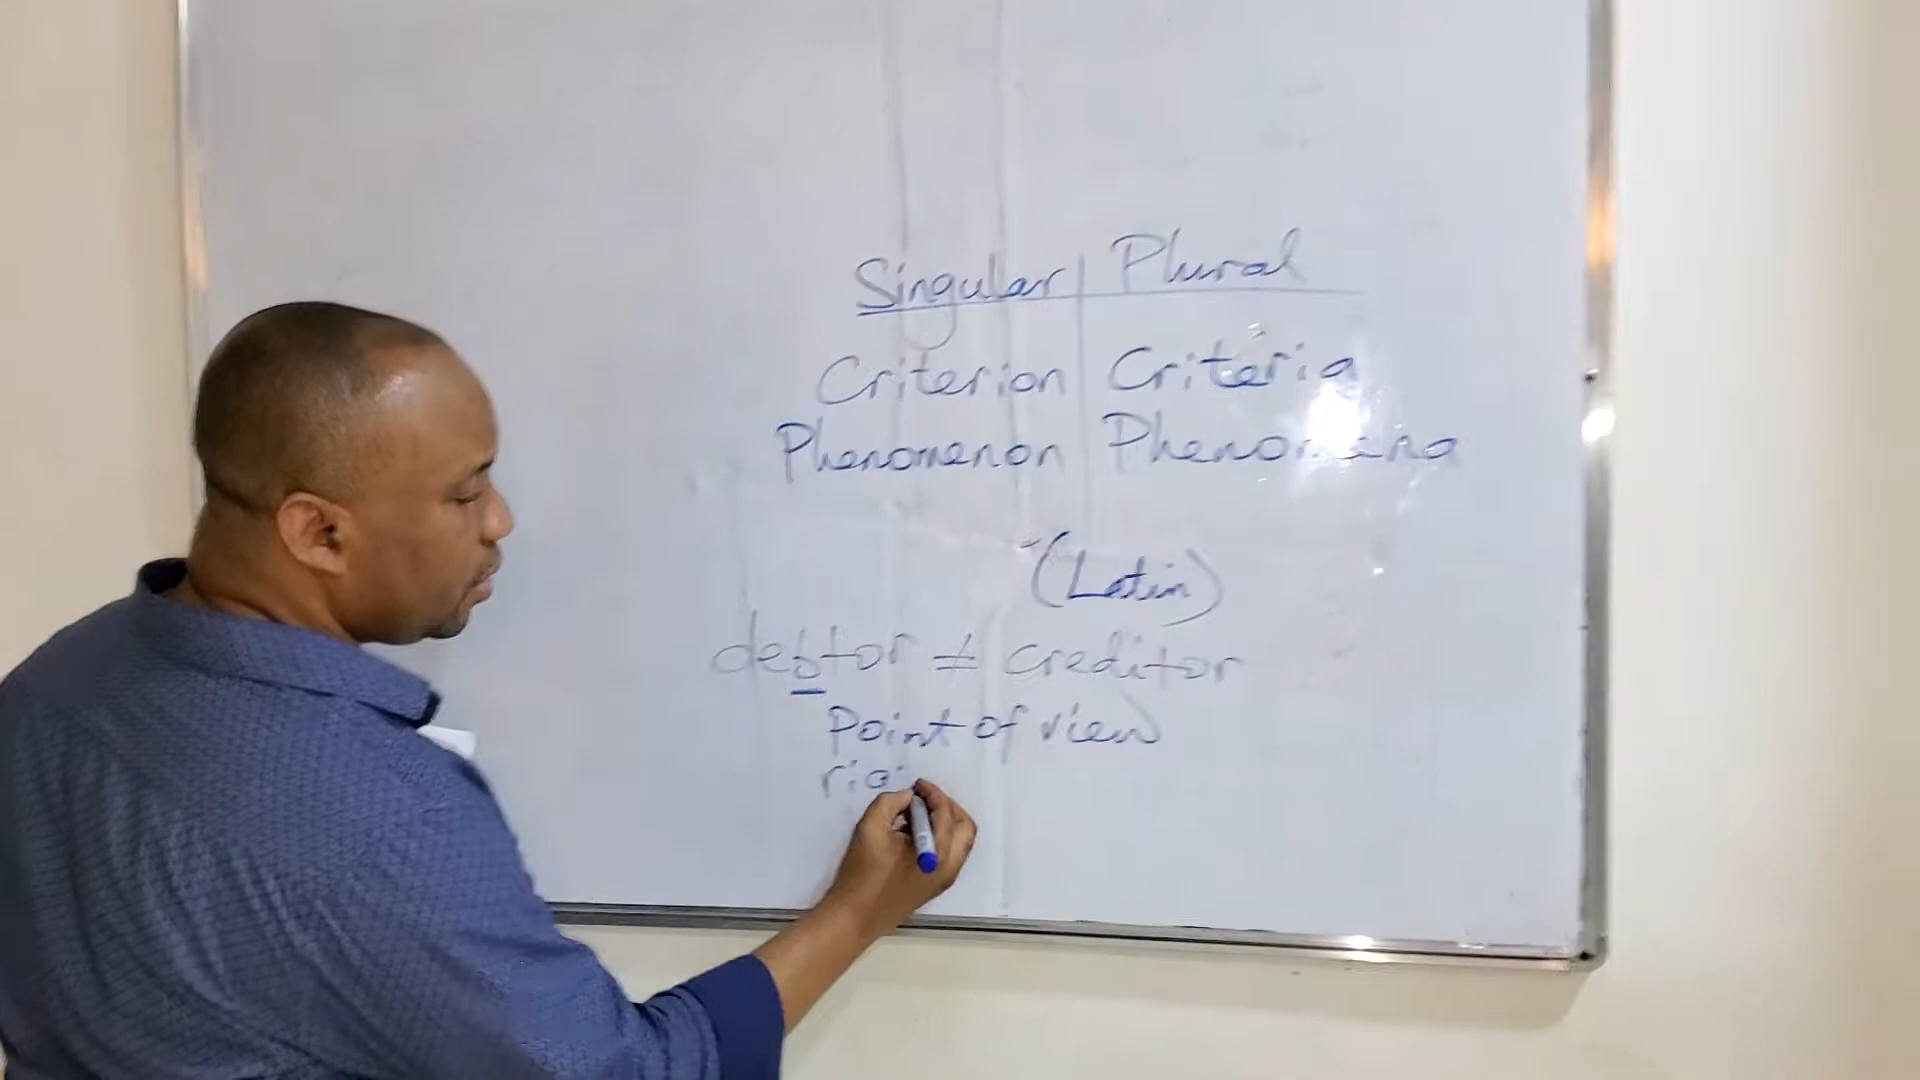 Singular | Plural
Criterion Criteria
Phenomenon Phenomena
(Latin)
debtor ≠ creditor
Point of view